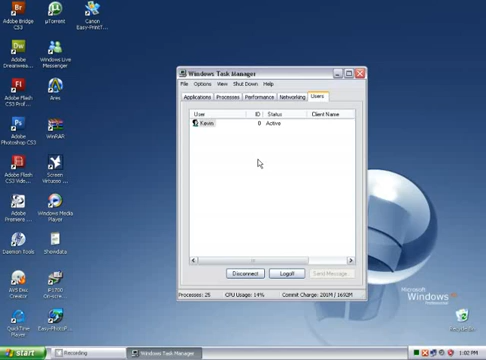 Adobe Bridge CS3
µTorrent
Canon Easy-PrintT...
Adobe Dreamweav...
Windows Live Messenger
Adobe Flash CS3 Prof...
Ares
Adobe Photoshop CS3
WinRAR
Adobe Flash CS3 Vide...
Screen Virtuoso ...
Adobe Premiere ...
Windows Media Player
Daemon Tools
Showdata
AVS Disc Creator
iP1700 On-scre...
QuickTime Player
Easy-PhotoP...
Windows Task Manager
File Options View Shut Down Help
Applications Processes Performance Networking Users
User ID Status Client Name
Kevin 0 Active
Disconnect Logoff Send Message...
Processes: 25 CPU Usage: 14% Commit Charge: 201M / 1692M
Microsoft
Windows
Recycle Bin
start Recording Windows Task Manager 1:02 PM